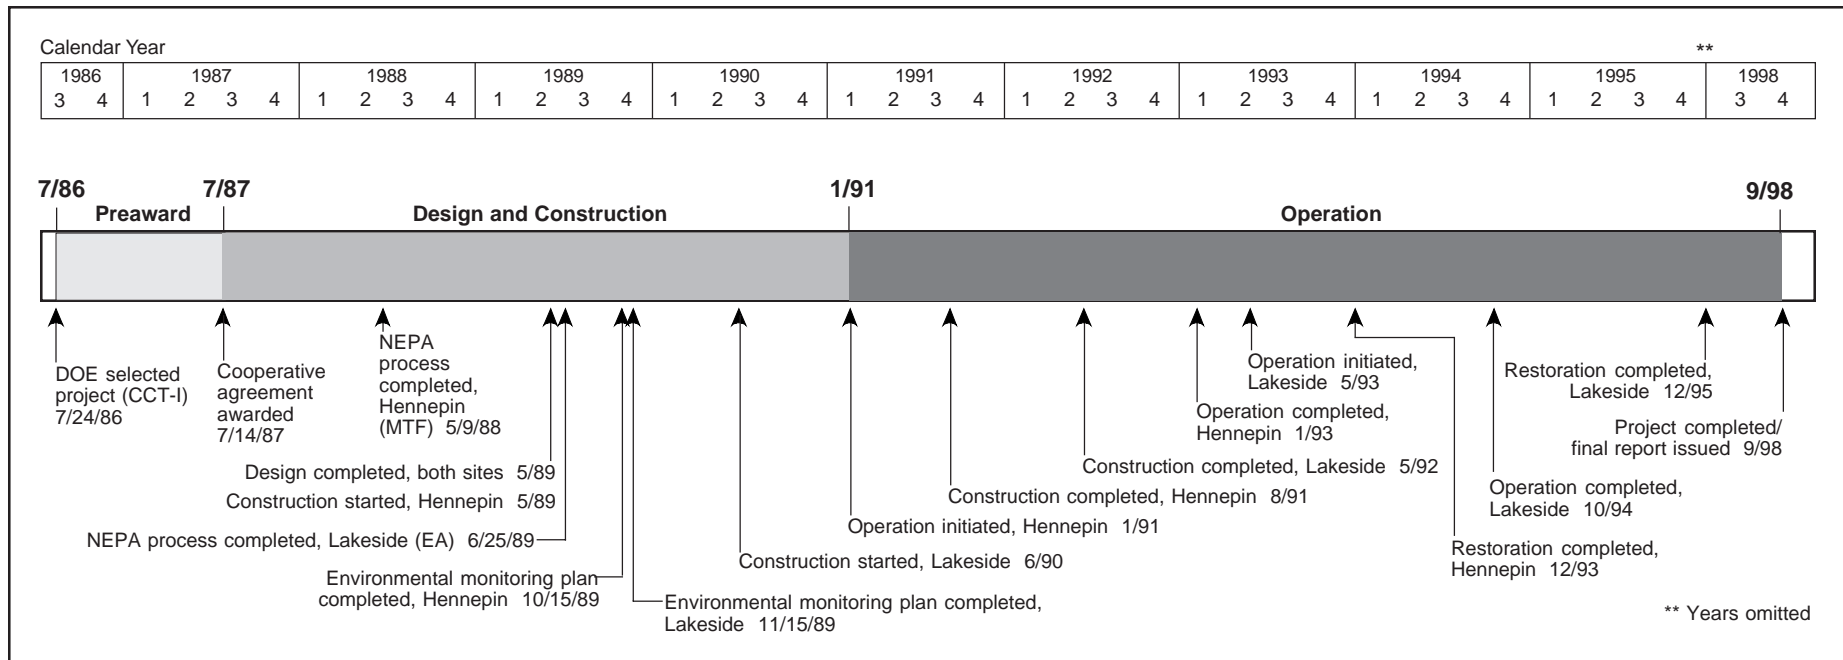 Calendar Year
**
1986 1987 1988 1989 1990 1991 1992 1993 1994 1995 1998
3 4 1 2 3 4 1 2 3 4 1 2 3 4 1 2 3 4 1 2 3 4 1 2 3 4 1 2 3 4 1 2 3 4 1 2 3 4 3 4
7/86 7/87 1/91 9/98
Preaward Design and Construction Operation
DOE selected
project (CCT-I)
7/24/86
Cooperative
agreement
awarded
7/14/87
NEPA
process
completed,
Hennepin
(MTF) 5/9/88
Design completed, both sites 5/89
Construction started, Hennepin 5/89
NEPA process completed, Lakeside (EA) 6/25/89
Environmental monitoring plan
completed, Hennepin 10/15/89
Environmental monitoring plan completed,
Lakeside 11/15/89
Construction started, Lakeside 6/90
Operation initiated, Hennepin 1/91
Construction completed, Hennepin 8/91
Construction completed, Lakeside 5/92
Operation completed,
Hennepin 1/93
Operation initiated,
Lakeside 5/93
Restoration completed,
Hennepin 12/93
Operation completed,
Lakeside 10/94
Restoration completed,
Lakeside 12/95
Project completed/
final report issued 9/98
** Years omitted